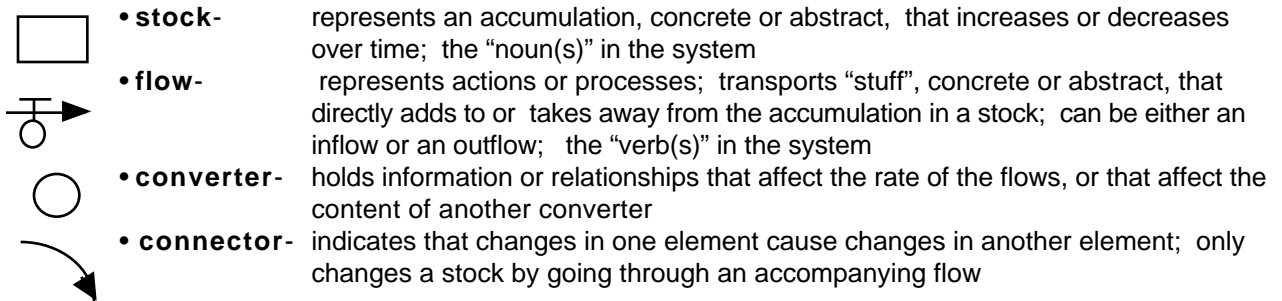 • stock- represents an accumulation, concrete or abstract, that increases or decreases
over time; the “noun(s)” in the system
• flow- represents actions or processes; transports “stuff”, concrete or abstract, that
directly adds to or takes away from the accumulation in a stock; can be either an
inflow or an outflow; the “verb(s)” in the system
• converter- holds information or relationships that affect the rate of the flows, or that affect the
content of another converter
• connector- indicates that changes in one element cause changes in another element; only
changes a stock by going through an accompanying flow